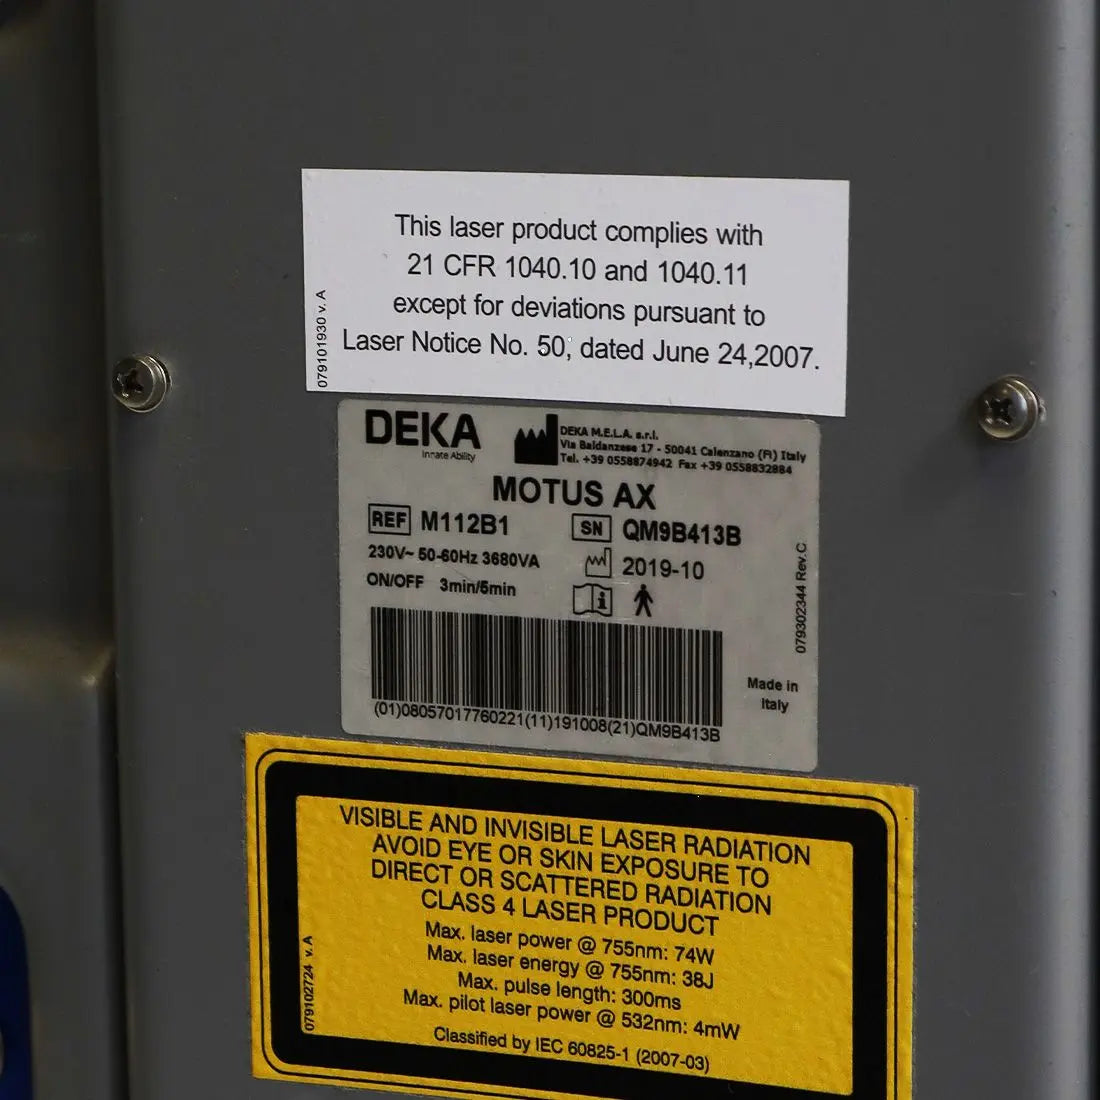 This laser product complies with
21 CFR 1040.10 and 1040.11
except for deviations pursuant to
Laser Notice No. 50, dated June 24,2007.
079101930 v. A
DEKA
Innate Ability
DEKA M.E.L.A. s.r.l.
Via Baldanzese 17 - 50041 Calenzano (FI) Italy
Tel. +39 0558874942 Fax +39 0558832884
MOTUS AX
REF M112B1
SN QM9B413B
230V~ 50-60Hz 3680VA
2019-10
ON/OFF 3min/5min
i
079302344 Rev.C
Made in
Italy
(01)08057017760221(11)191008(21)QM9B413B
VISIBLE AND INVISIBLE LASER RADIATION
AVOID EYE OR SKIN EXPOSURE TO
DIRECT OR SCATTERED RADIATION
CLASS 4 LASER PRODUCT
Max. laser power @ 755nm: 74W
Max. laser energy @ 755nm: 38J
Max. pulse length: 300ms
Max. pilot laser power @ 532nm: 4mW
Classified by IEC 60825-1 (2007-03)
079102724 v. A